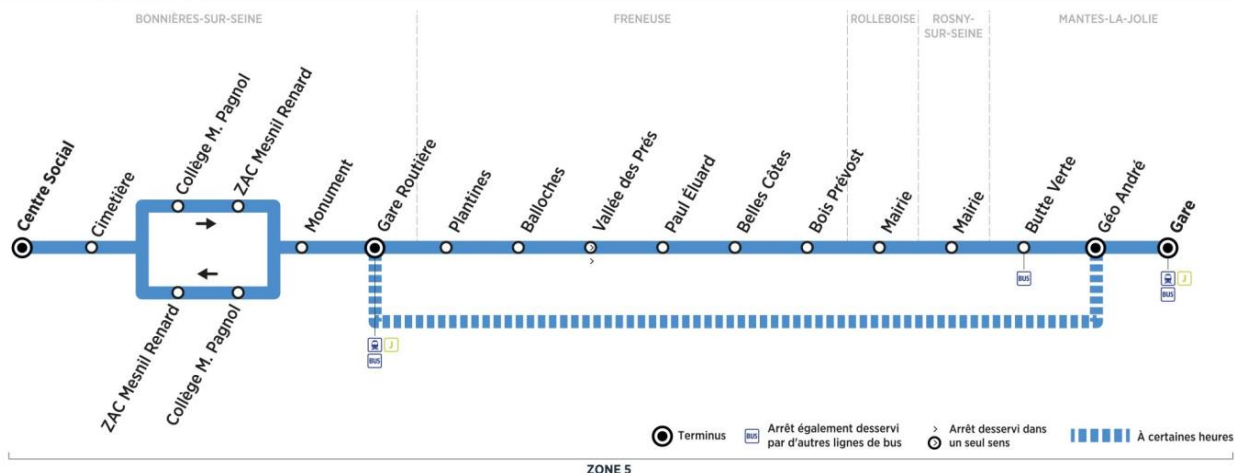 BONNIÈRES-SUR-SEINE
FRENEUSE
ROLLEBOISE
ROSNY-
SUR-SEINE
MANTES-LA-JOLIE
Centre Social
Cimetière
Collège M. Pagnol
ZAC Mesnil Renard
ZAC Mesnil Renard
Collège M. Pagnol
Monument
Gare Routière
Plantines
Balloches
Vallée des Prés
Paul Éluard
Belles Côtes
Bois Prévost
Mairie
Mairie
Butte Verte
Géo André
Gare
J
BUS
BUS
J
BUS
Terminus
BUS
Arrêt également desservi
par d'autres lignes de bus
Arrêt desservi dans
un seul sens
À certaines heures
ZONE 5